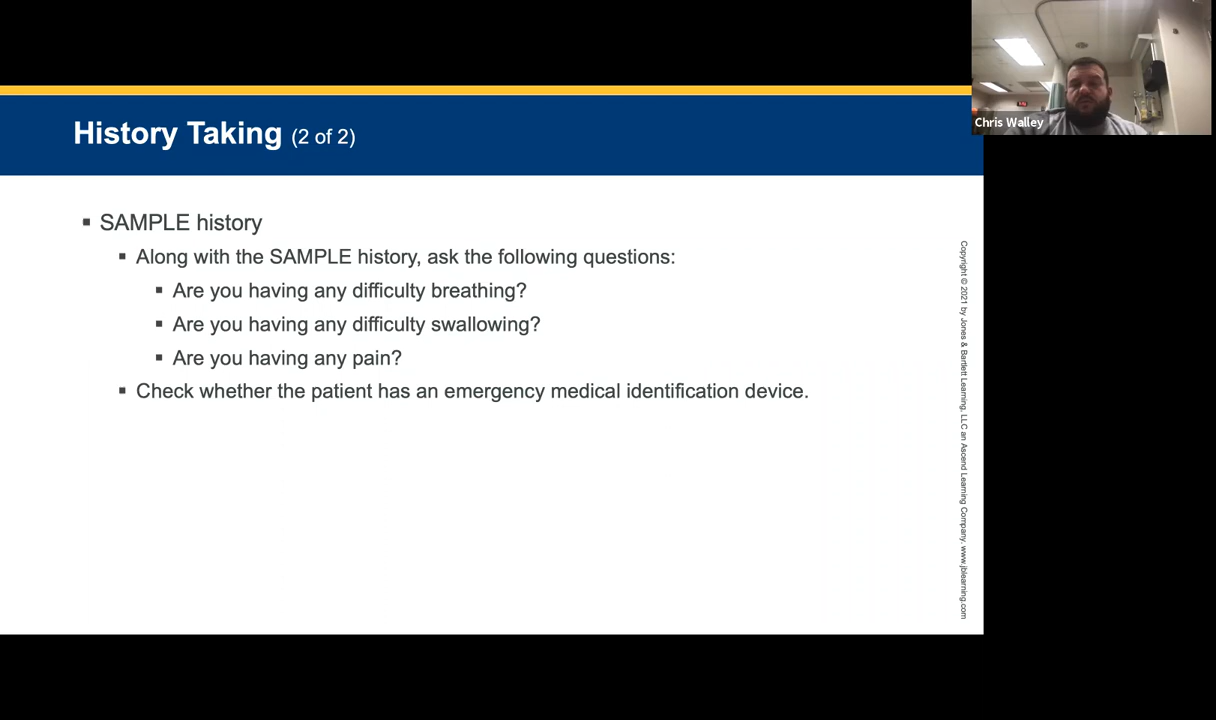 Chris Walley
History Taking (2 of 2)
▪ SAMPLE history
▪ Along with the SAMPLE history, ask the following questions:
▪ Are you having any difficulty breathing?
▪ Are you having any difficulty swallowing?
▪ Are you having any pain?
▪ Check whether the patient has an emergency medical identification device.
Copyright © 2021 by Jones & Bartlett Learning, LLC an Ascend Learning Company. www.jblearning.com